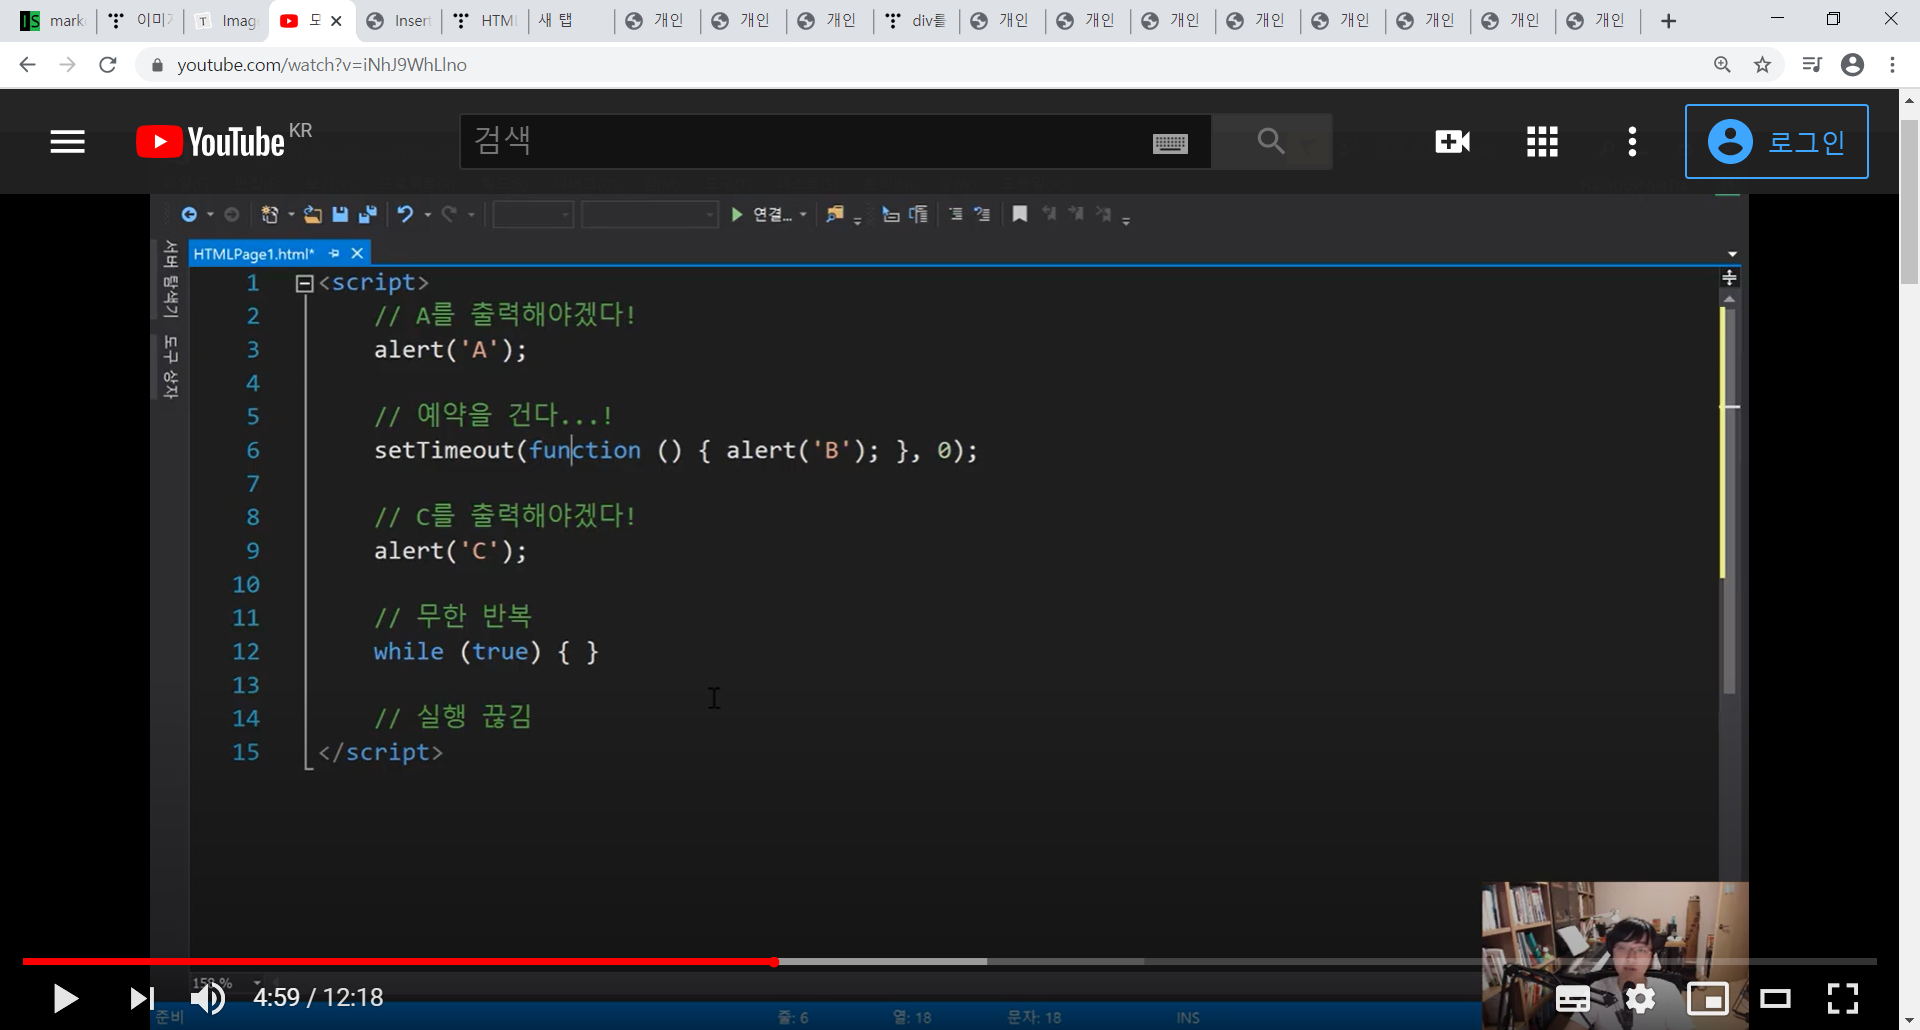 mark
이미
Imag
모
Insert
HTML
새 탭
개인
개인
개인
div를
개인
개인
개인
개인
개인
개인
개인
개인
youtube.com/watch?v=iNhJ9WhLlno
YouTube KR
검색
로그인
연결...
서버 탐색기
도구 상자
HTMLPage1.html*
1 <script>
2 // A를 출력해야겠다!
3 alert('A');
4
5 // 예약을 건다...!
6 setTimeout(function () { alert('B'); }, 0);
7
8 // C를 출력해야겠다!
9 alert('C');
10
11 // 무한 반복
12 while (true) { }
13
14 // 실행 끊김
15 </script>
4:59 / 12:18
준비
줄: 6
열: 18
문자: 18
INS